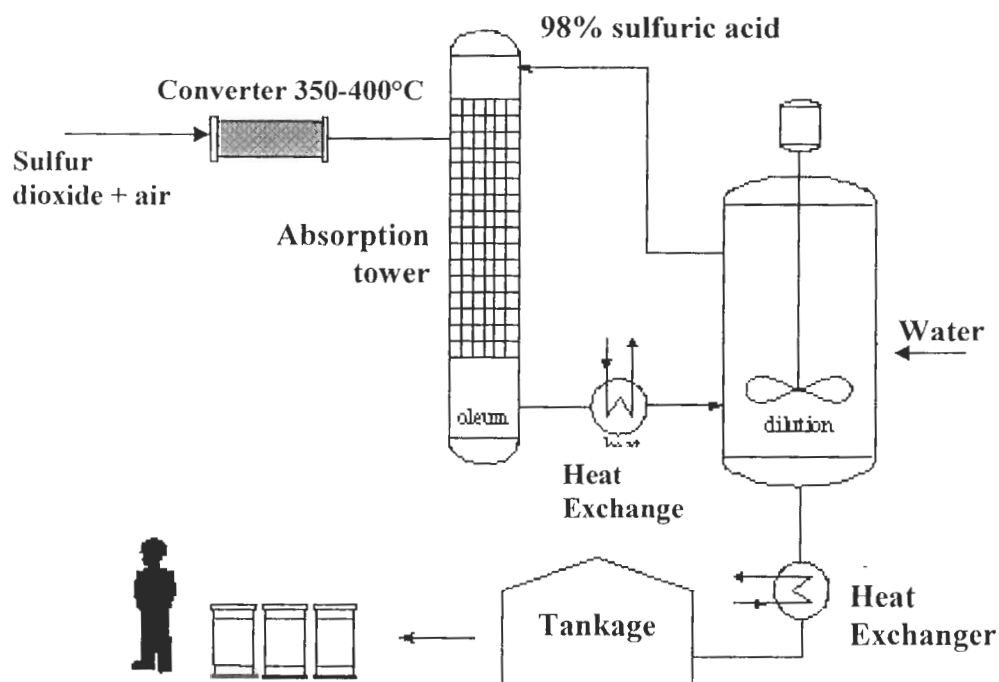 98% sulfuric acid
Converter 350-400°C
Sulfur
dioxide + air
Absorption
tower
Water
oleum
dilution
Heat
Exchange
Tankage
Heat
Exchanger